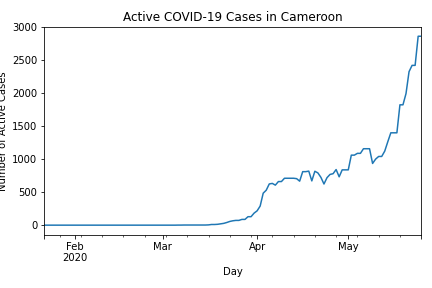 Active COVID-19 Cases in Cameroon
3000
2500
2000
1500
1000
500
0
Number of Active Cases
Feb
2020
Mar
Apr
May
Day